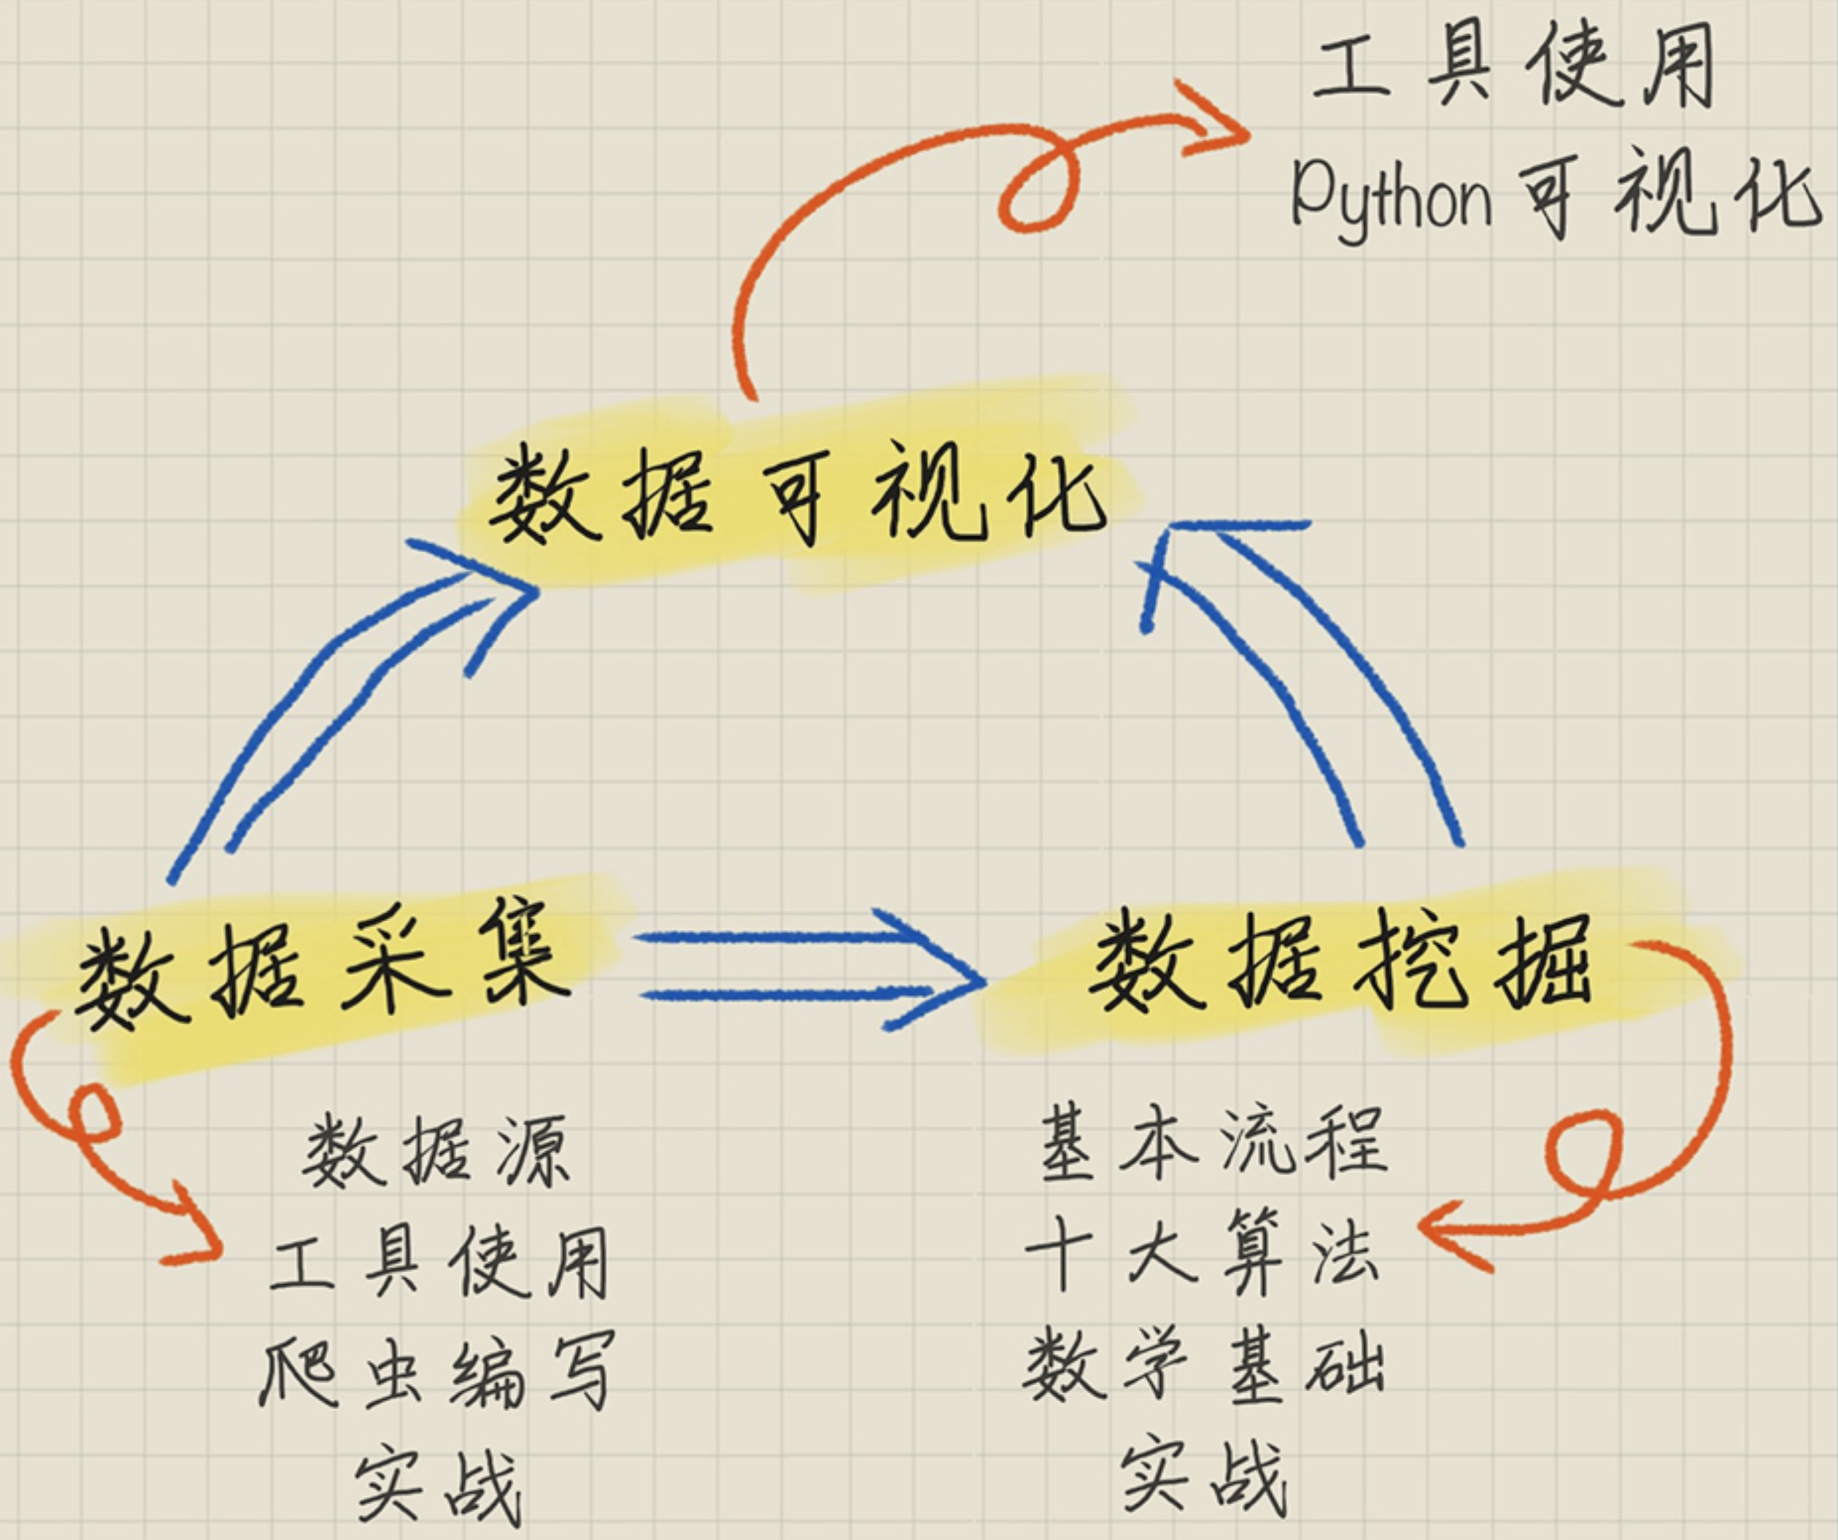 工具使用
Python可视化
数据可视化
数据采集
数据源
工具使用
爬虫编写
实战
数据挖掘
基本流程
十大算法
数学基础
实战